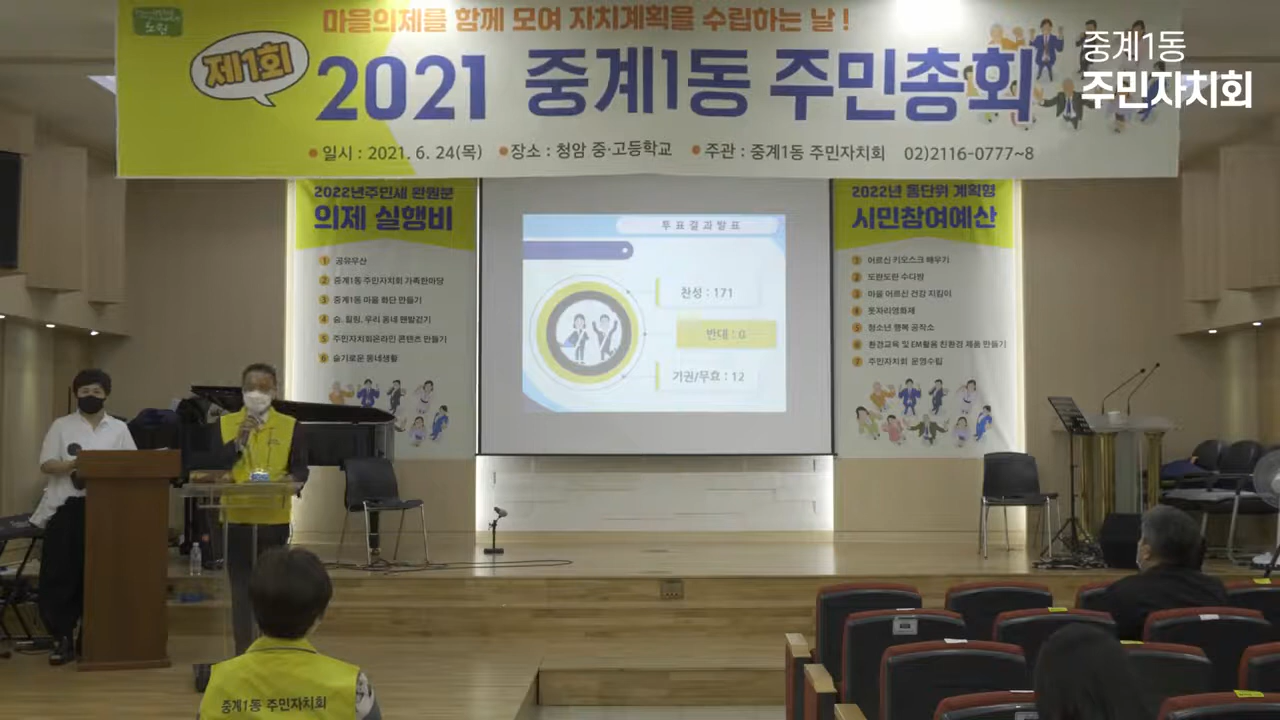 노원
마을의제를 함께 모여 자치계획을 수립하는 날 !
제1회
2021 중계1동 주민총회
중계1동
주민자치회
일시 : 2021. 6. 24(목) 장소 : 청암 중·고등학교 주관 : 중계1동 주민자치회 02)2116-0777~8
2022년주민세 환원분
의제 실행비
1 공유우산
2 중계1동 주민자치회 가족한마당
3 중계1동 마을 화단 만들기
4 숨, 힐링, 우리 동네 맨발걷기
5 주민자치회온라인 콘텐츠 만들기
6 슬기로운 동네생활
투표결과발표
찬성 : 171
반대 :
기권/무효 : 12
2022년 동단위 계획형
시민참여예산
1 어르신 키오스크 배우기
2 도란도란 수다방
3 마을 어르신 건강 지킴이
4 돗자리영화제
5 청소년 행복 공작소
6 환경교육 및 EM활용 친환경 제품 만들기
7 주민자치회 운영수립
중계1동 주민자치회